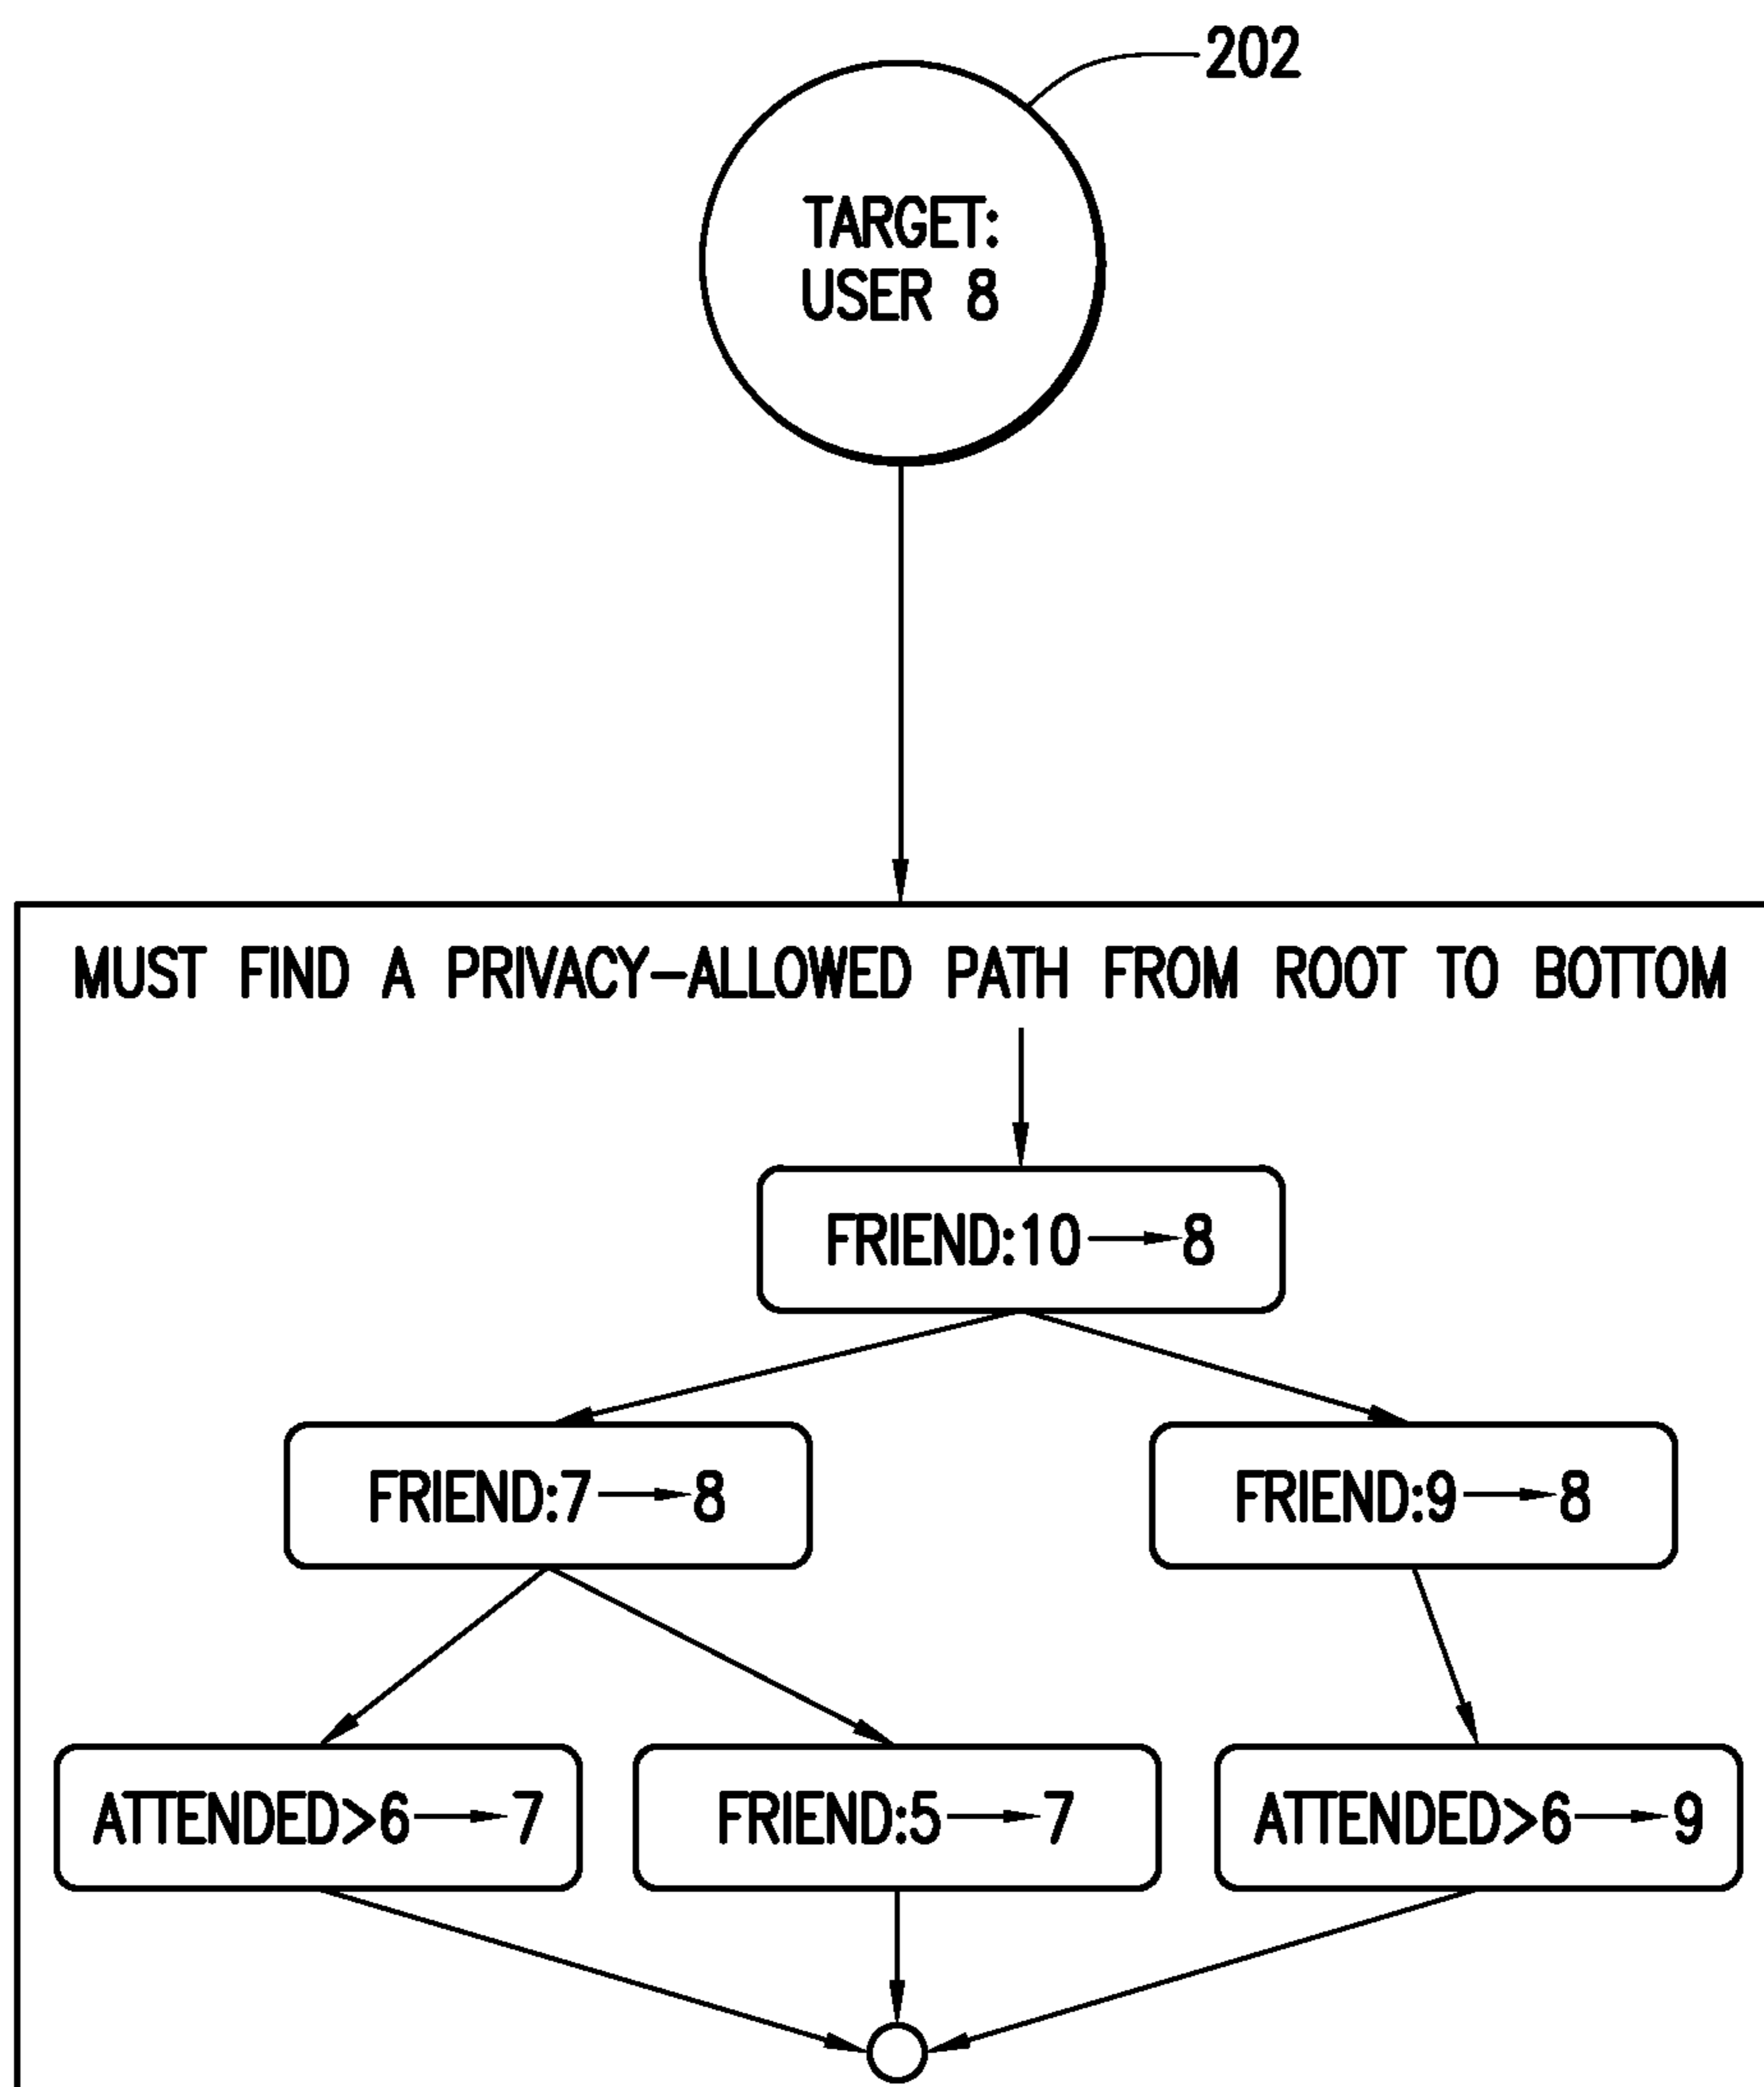 202
TARGET:
USER 8
MUST FIND A PRIVACY-ALLOWED PATH FROM ROOT TO BOTTOM
FRIEND:10→8
FRIEND:7→8
FRIEND:9→8
ATTENDED>6→7
FRIEND:5→7
ATTENDED>6→9